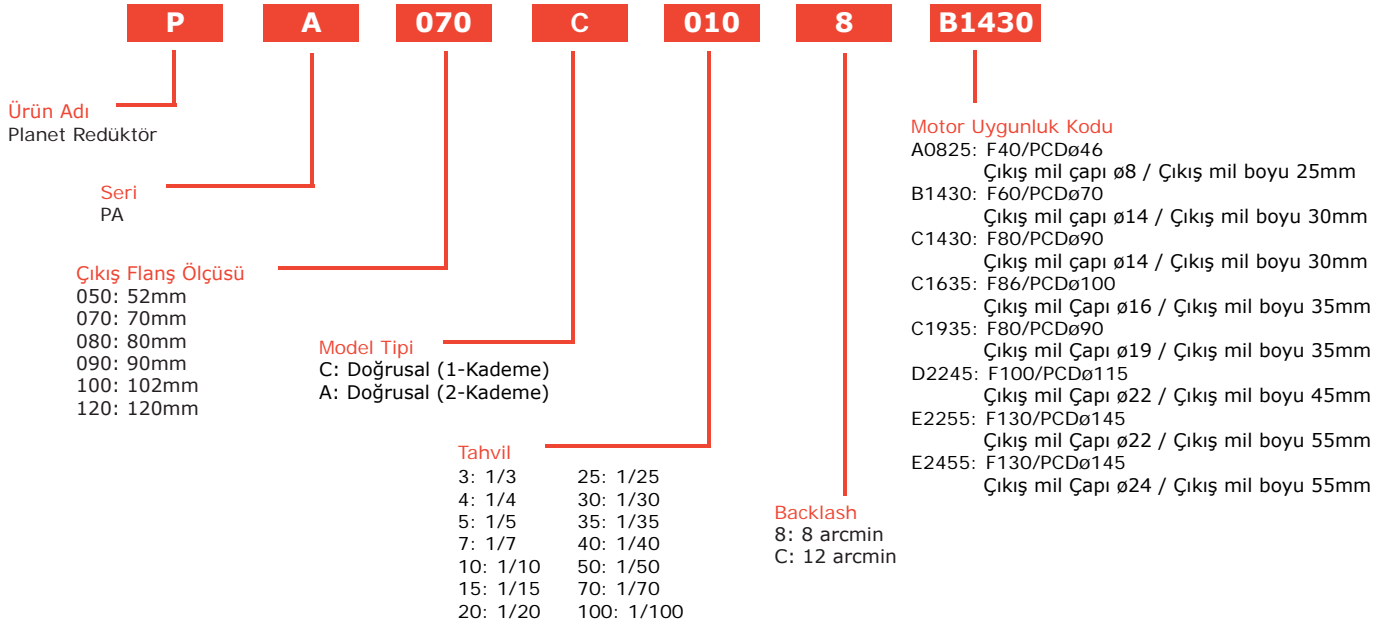 P A 070 C 010 8 B1430
Ürün Adı
Planet Redüktör
Seri
PA
Çıkış Flanş Ölçüsü
050: 52mm
070: 70mm
080: 80mm
090: 90mm
100: 102mm
120: 120mm
Model Tipi
C: Doğrusal (1-Kademe)
A: Doğrusal (2-Kademe)
Tahvil
3: 1/3 25: 1/25
4: 1/4 30: 1/30
5: 1/5 35: 1/35
7: 1/7 40: 1/40
10: 1/10 50: 1/50
15: 1/15 70: 1/70
20: 1/20 100: 1/100
Backlash
8: 8 arcmin
C: 12 arcmin
Motor Uygunluk Kodu
A0825: F40/PCDø46
Çıkış mil çapı ø8 / Çıkış mil boyu 25mm
B1430: F60/PCDø70
Çıkış mil çapı ø14 / Çıkış mil boyu 30mm
C1430: F80/PCDø90
Çıkış mil çapı ø14 / Çıkış mil boyu 30mm
C1635: F86/PCDø100
Çıkış mil Çapı ø16 / Çıkış mil boyu 35mm
C1935: F80/PCDø90
Çıkış mil Çapı ø19 / Çıkış mil boyu 35mm
D2245: F100/PCDø115
Çıkış mil Çapı ø22 / Çıkış mil boyu 45mm
E2255: F130/PCDø145
Çıkış mil Çapı ø22 / Çıkış mil boyu 55mm
E2455: F130/PCDø145
Çıkış mil Çapı ø24 / Çıkış mil boyu 55mm